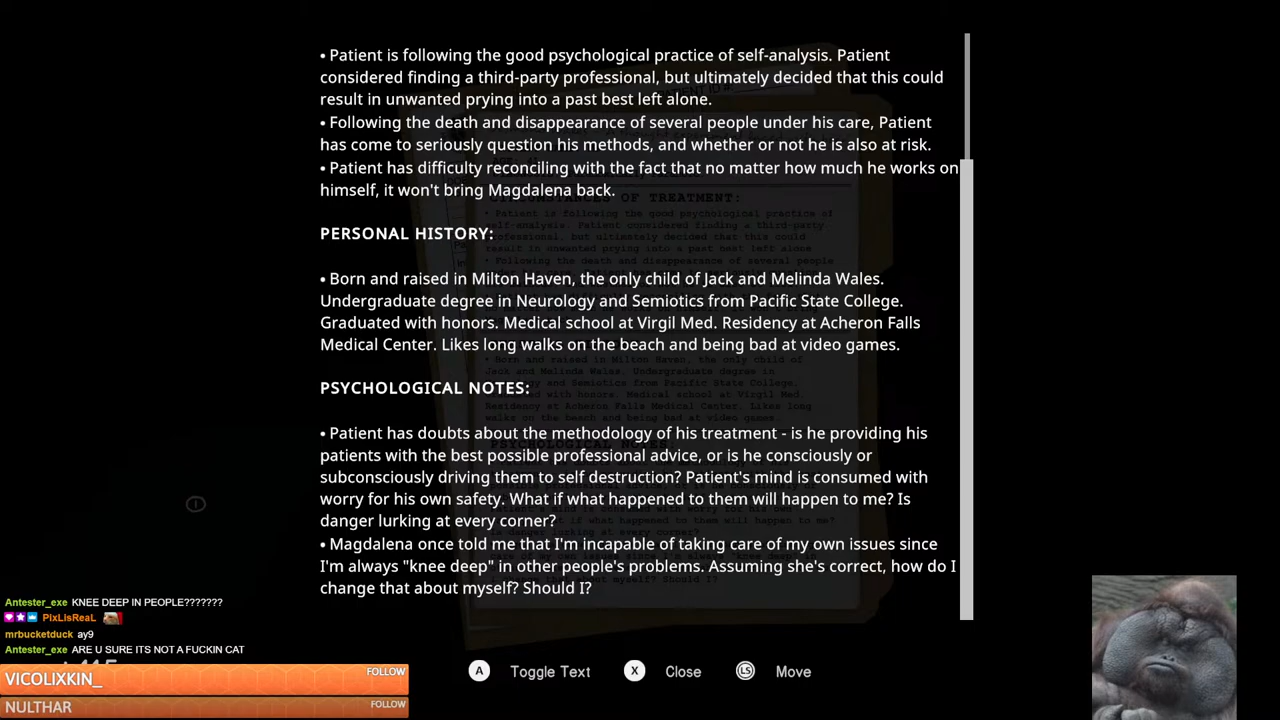 • Patient is following the good psychological practice of self-analysis. Patient
considered finding a third-party professional, but ultimately decided that this could
result in unwanted prying into a past best left alone.
• Following the death and disappearance of several people under his care, Patient
has come to seriously question his methods, and whether or not he is also at risk.
• Patient has difficulty reconciling with the fact that no matter how much he works on
himself, it won't bring Magdalena back.
PERSONAL HISTORY:
• Born and raised in Milton Haven, the only child of Jack and Melinda Wales.
Undergraduate degree in Neurology and Semiotics from Pacific State College.
Graduated with honors. Medical school at Virgil Med. Residency at Acheron Falls
Medical Center. Likes long walks on the beach and being bad at video games.
PSYCHOLOGICAL NOTES:
• Patient has doubts about the methodology of his treatment - is he providing his
patients with the best possible professional advice, or is he consciously or
subconsciously driving them to self destruction? Patient's mind is consumed with
worry for his own safety. What if what happened to them will happen to me? Is
danger lurking at every corner?
• Magdalena once told me that I'm incapable of taking care of my own issues since
I'm always "knee deep" in other people's problems. Assuming she's correct, how do I
change that about myself? Should I?
Antester_exe KNEE DEEP IN PEOPLE???????
PixLisReaL
mrbucketduck ay9
Antester_exe ARE U SURE ITS NOT A FUCKIN CAT
VICOLIXKIN_ FOLLOW
NULTHAR FOLLOW
A Toggle Text X Close LS Move